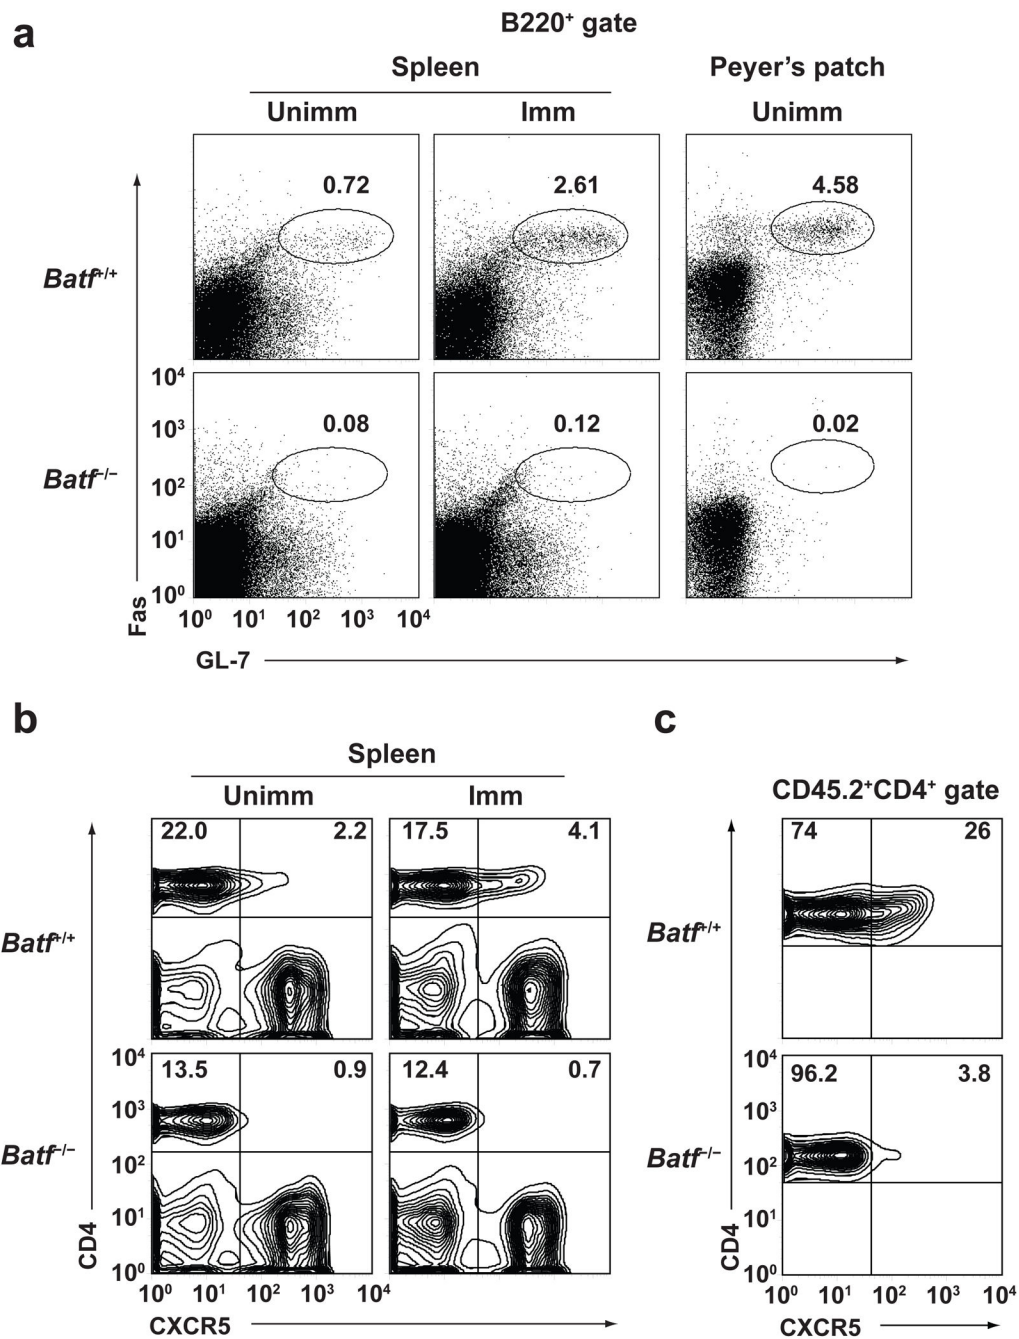 a
B220+ gate
Spleen
Peyer's patch
Unimm
Imm
Unimm
0.72
2.61
4.58
Batf+/+
10⁴
0.08
0.12
0.02
10³
Batf−/−
10²
10¹
10⁰
Fas
10⁰ 10¹ 10² 10³ 10⁴
GL-7
b
Spleen
Unimm
Imm
22.0 2.2
17.5 4.1
Batf+/+
10⁴
13.5 0.9
12.4 0.7
10³
Batf−/−
10²
10¹
10⁰
CD4
10⁰ 10¹ 10² 10³ 10⁴
CXCR5
c
CD45.2+CD4+ gate
74 26
Batf+/+
10⁴
96.2 3.8
10³
Batf−/−
10²
10¹
10⁰
CD4
10⁰ 10¹ 10² 10³ 10⁴
CXCR5